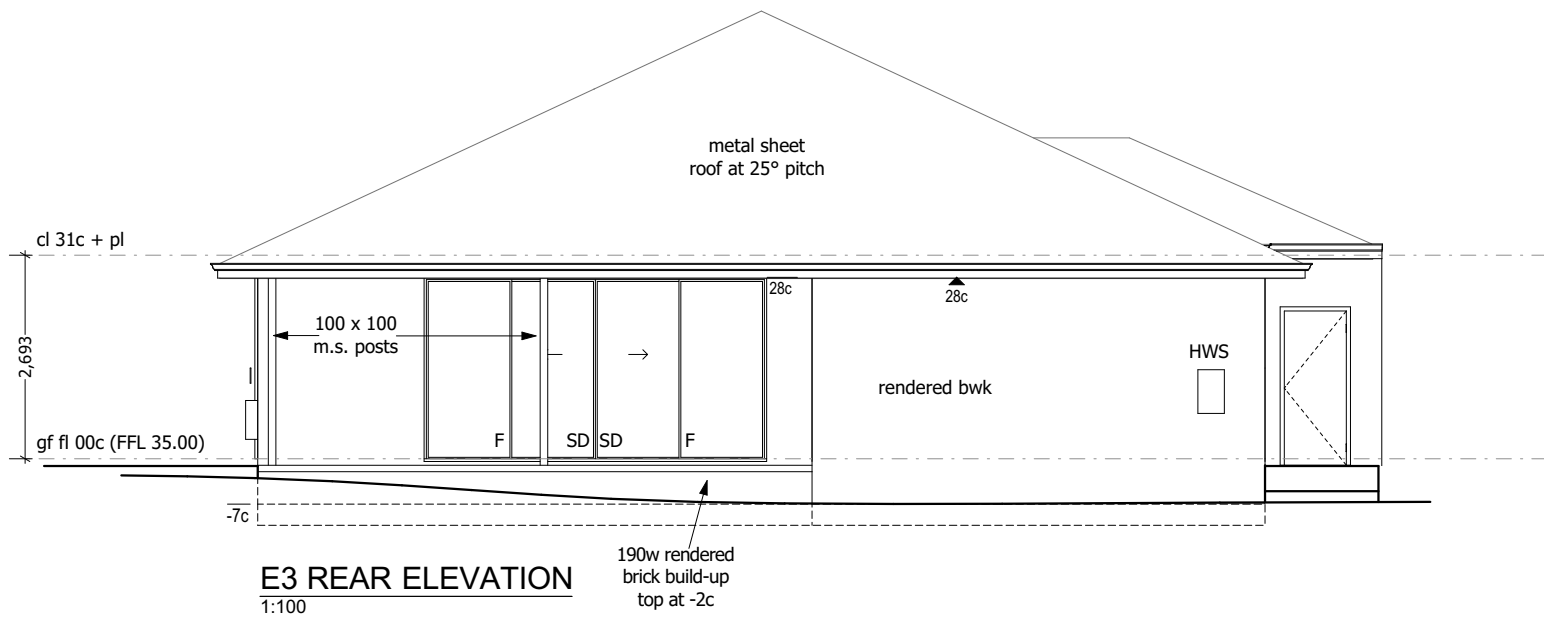 metal sheet
roof at 25° pitch
cl 31c + pl
2,693
28c
28c
100 x 100
m.s. posts
HWS
rendered bwk
F
SD
SD
F
gf fl 00c (FFL 35.00)
-7c
190w rendered
brick build-up
top at -2c
E3 REAR ELEVATION
1:100